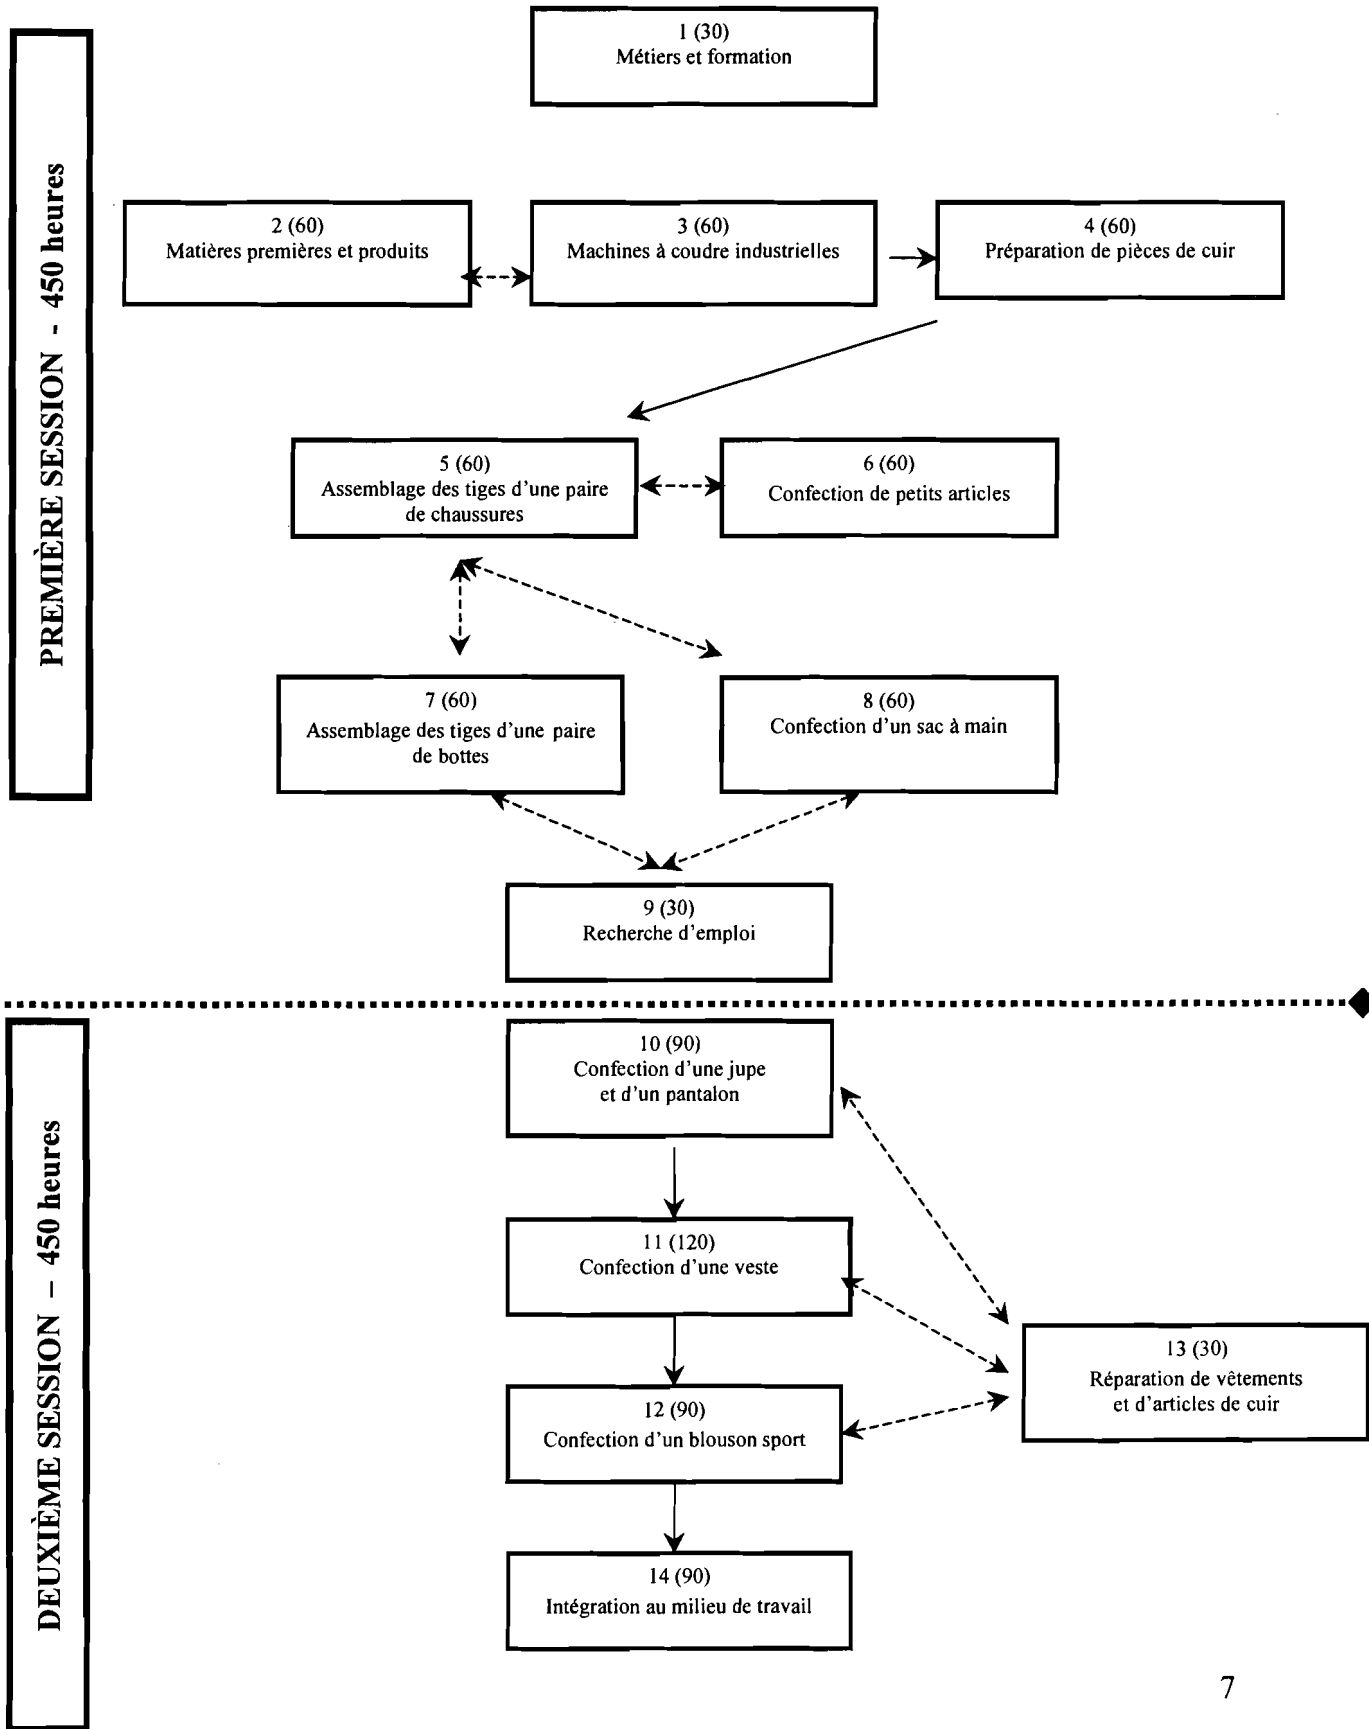 PREMIÈRE SESSION - 450 heures
1 (30)
Métiers et formation
2 (60)
Matières premières et produits
3 (60)
Machines à coudre industrielles
4 (60)
Préparation de pièces de cuir
5 (60)
Assemblage des tiges d'une paire
de chaussures
6 (60)
Confection de petits articles
7 (60)
Assemblage des tiges d'une paire
de bottes
8 (60)
Confection d'un sac à main
9 (30)
Recherche d'emploi
DEUXIÈME SESSION – 450 heures
10 (90)
Confection d'une jupe
et d'un pantalon
11 (120)
Confection d'une veste
12 (90)
Confection d'un blouson sport
13 (30)
Réparation de vêtements
et d'articles de cuir
14 (90)
Intégration au milieu de travail
7